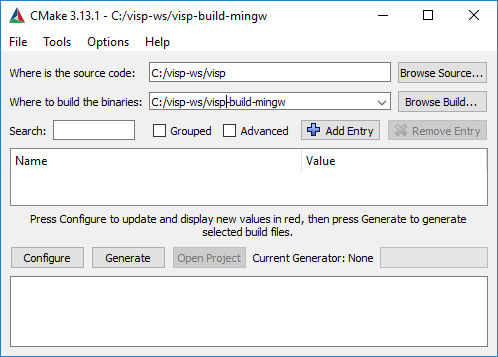 CMake 3.13.1 - C:/visp-ws/visp-build-mingw
File Tools Options Help
Where is the source code: C:/visp-ws/visp Browse Source...
Where to build the binaries: C:/visp-ws/visp-build-mingw Browse Build...
Search: Grouped Advanced Add Entry Remove Entry
Name Value
Press Configure to update and display new values in red, then press Generate to generate
selected build files.
Configure Generate Open Project Current Generator: None